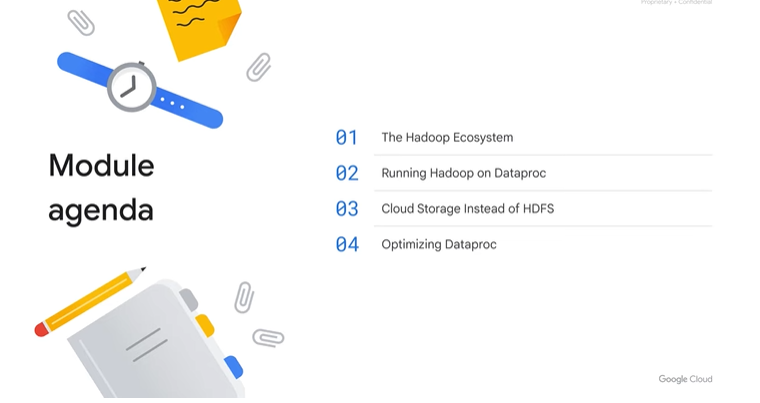 Proprietary + Confidential
Module
agenda
01 The Hadoop Ecosystem
02 Running Hadoop on Dataproc
03 Cloud Storage Instead of HDFS
04 Optimizing Dataproc
Google Cloud